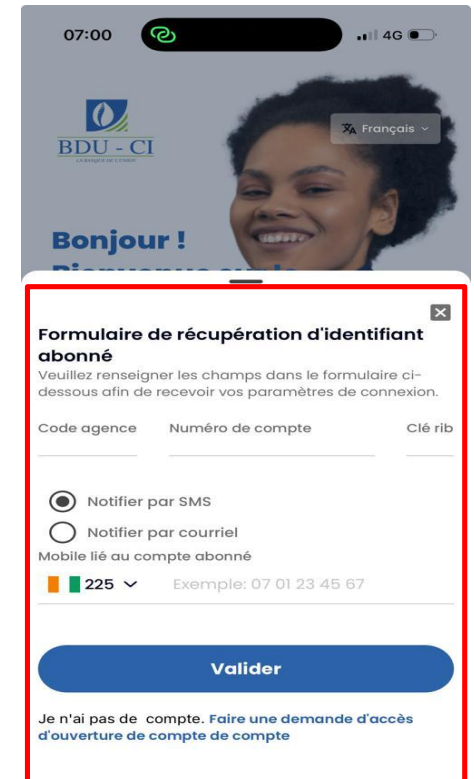 07:00
4G
Français
BDU - CI
LA BANQUE DE L'UNION
Bonjour !
Bienvenue sur le
Formulaire de récupération d'identifiant
abonné
Veuillez renseigner les champs dans le formulaire ci-
dessous afin de recevoir vos paramètres de connexion.
Code agence Numéro de compte Clé rib
Notifier par SMS
Notifier par courriel
Mobile lié au compte abonné
225 Exemple: 07 01 23 45 67
Valider
Je n'ai pas de compte. Faire une demande d'accès
d'ouverture de compte de compte